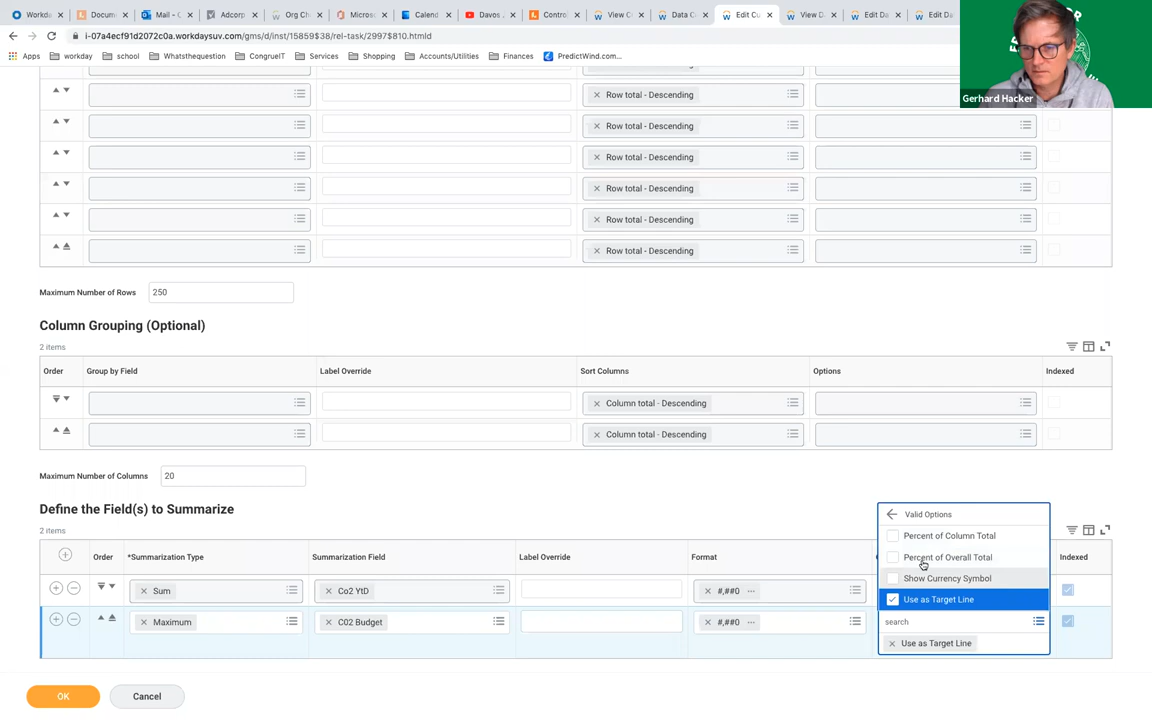 Workda
Docum
Mail - C
Adcorp
Org Ch
Micros
Calend
Davos
Control
View C
Data C
Edit Cu
View D
Edit Da
Edit Da
i-07a4ecf91d2072c0a.workdaysuv.com/gms/d/inst/15859$38/rel-task/2997$810.htmld
Apps workday school Whatsthequestion CongruelT Services Shopping Accounts/Utilities Finances PredictWind.com...
Gerhard Hacker
Row total - Descending
Row total - Descending
Row total - Descending
Row total - Descending
Row total - Descending
Row total - Descending
Maximum Number of Rows 250
Column Grouping (Optional)
2 items
Order Group by Field Label Override Sort Columns Options Indexed
Column total - Descending
Column total - Descending
Maximum Number of Columns 20
Define the Field(s) to Summarize
2 items
Order *Summarization Type Summarization Field Label Override Format Indexed
Sum Co2 YtD #,##0 ...
Maximum C02 Budget #,##0 ...
Valid Options
Percent of Column Total
Percent of Overall Total
Show Currency Symbol
Use as Target Line
search
Use as Target Line
OK Cancel